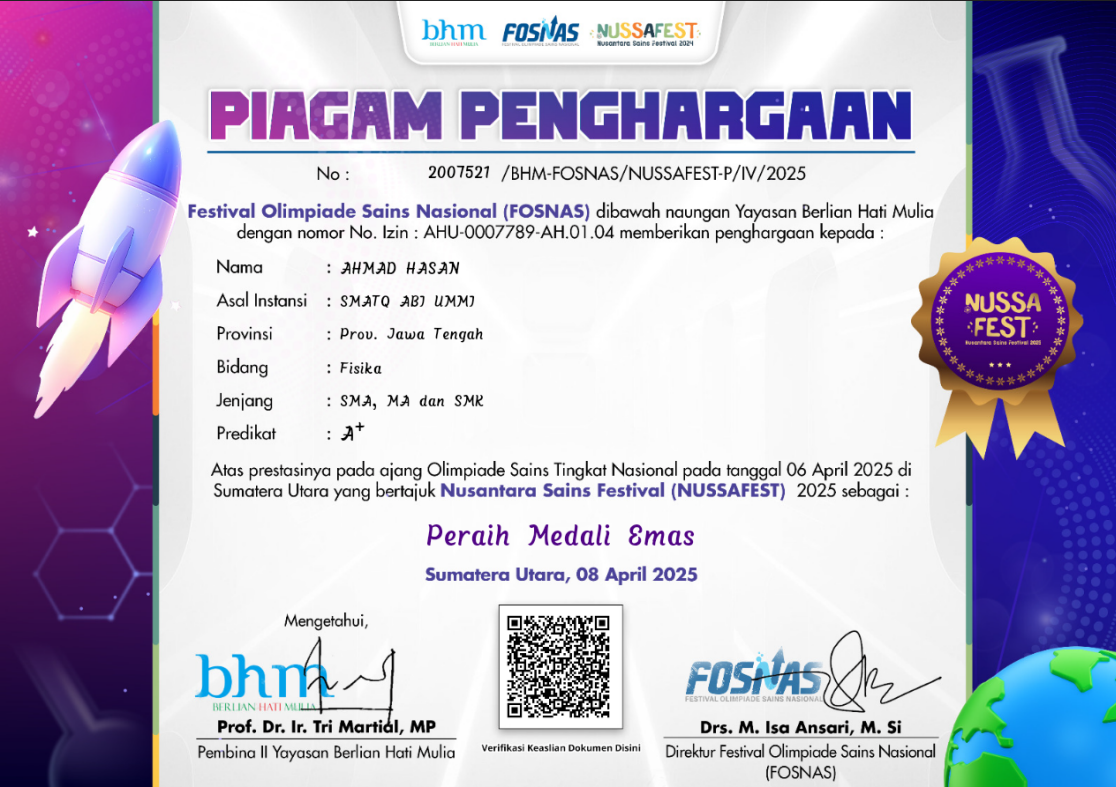 bhm FOSNAS NUSSAFEST
BERLIAN HATI MULIA FESTIVAL OLIMPIADE SAINS NASIONAL Nusantara Sains Festival 2024
PIAGAM PENGHARGAAN
No : 2007521 /BHM-FOSNAS/NUSSAFEST-P/IV/2025
Festival Olimpiade Sains Nasional (FOSNAS) dibawah naungan Yayasan Berlian Hati Mulia
dengan nomor No. Izin : AHU-0007789-AH.01.04 memberikan penghargaan kepada :
Nama : AHMAD HASAN
Asal Instansi : SMATQ ABI UMMI
Provinsi : Prov. Jawa Tengah
Bidang : Fisika
Jenjang : SMA, MA dan SMK
Predikat : A+
NUSSA
FEST
Nusantara Sains Festival 2025
Atas prestasinya pada ajang Olimpiade Sains Tingkat Nasional pada tanggal 06 April 2025 di
Sumatera Utara yang bertajuk Nusantara Sains Festival (NUSSAFEST) 2025 sebagai :
Peraih Medali Emas
Sumatera Utara, 08 April 2025
Mengetahui,
bhm
BERLIAN HATI MULIA
Prof. Dr. Ir. Tri Martial, MP
Pembina II Yayasan Berlian Hati Mulia
Verifikasi Keaslian Dokumen Disini
FOSNAS
FESTIVAL OLIMPIADE SAINS NASIONAL
Drs. M. Isa Ansari, M. Si
Direktur Festival Olimpiade Sains Nasional
(FOSNAS)